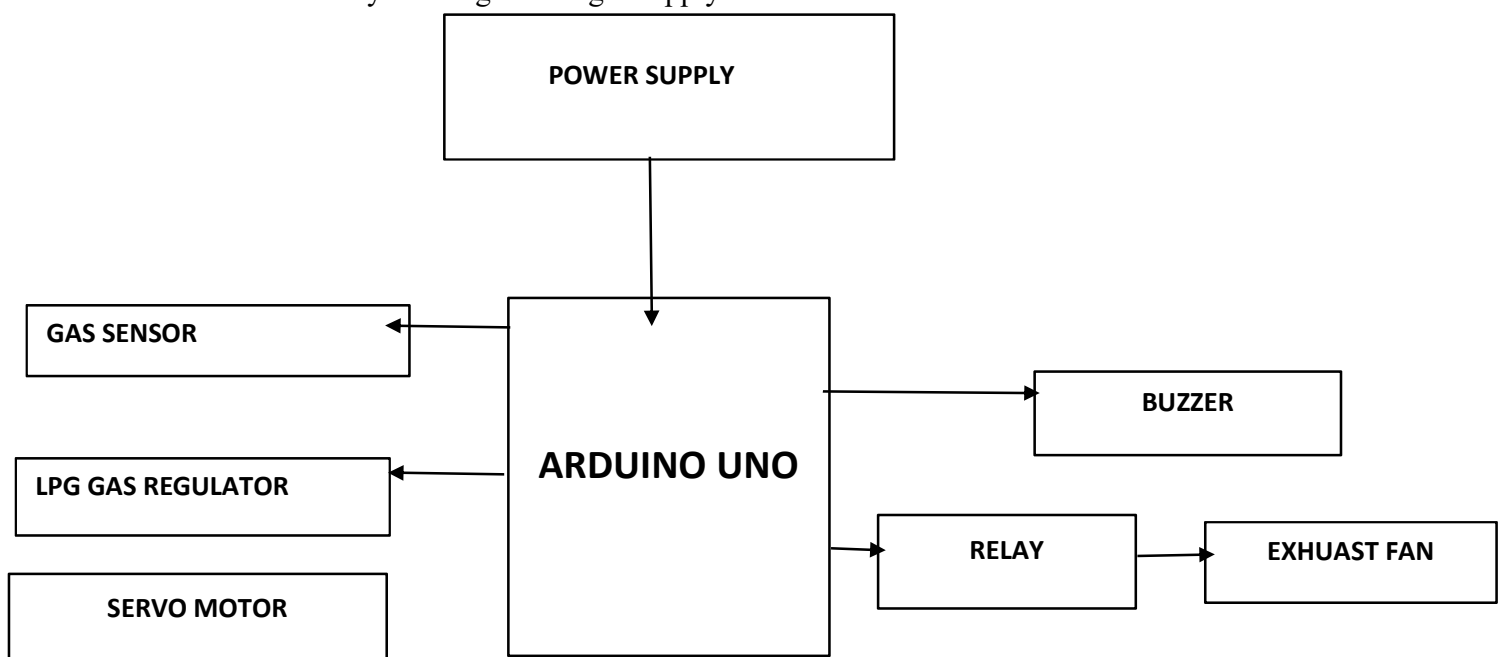 POWER SUPPLY
GAS SENSOR
BUZZER
ARDUINO UNO
LPG GAS REGULATOR
RELAY
EXHUAST FAN
SERVO MOTOR